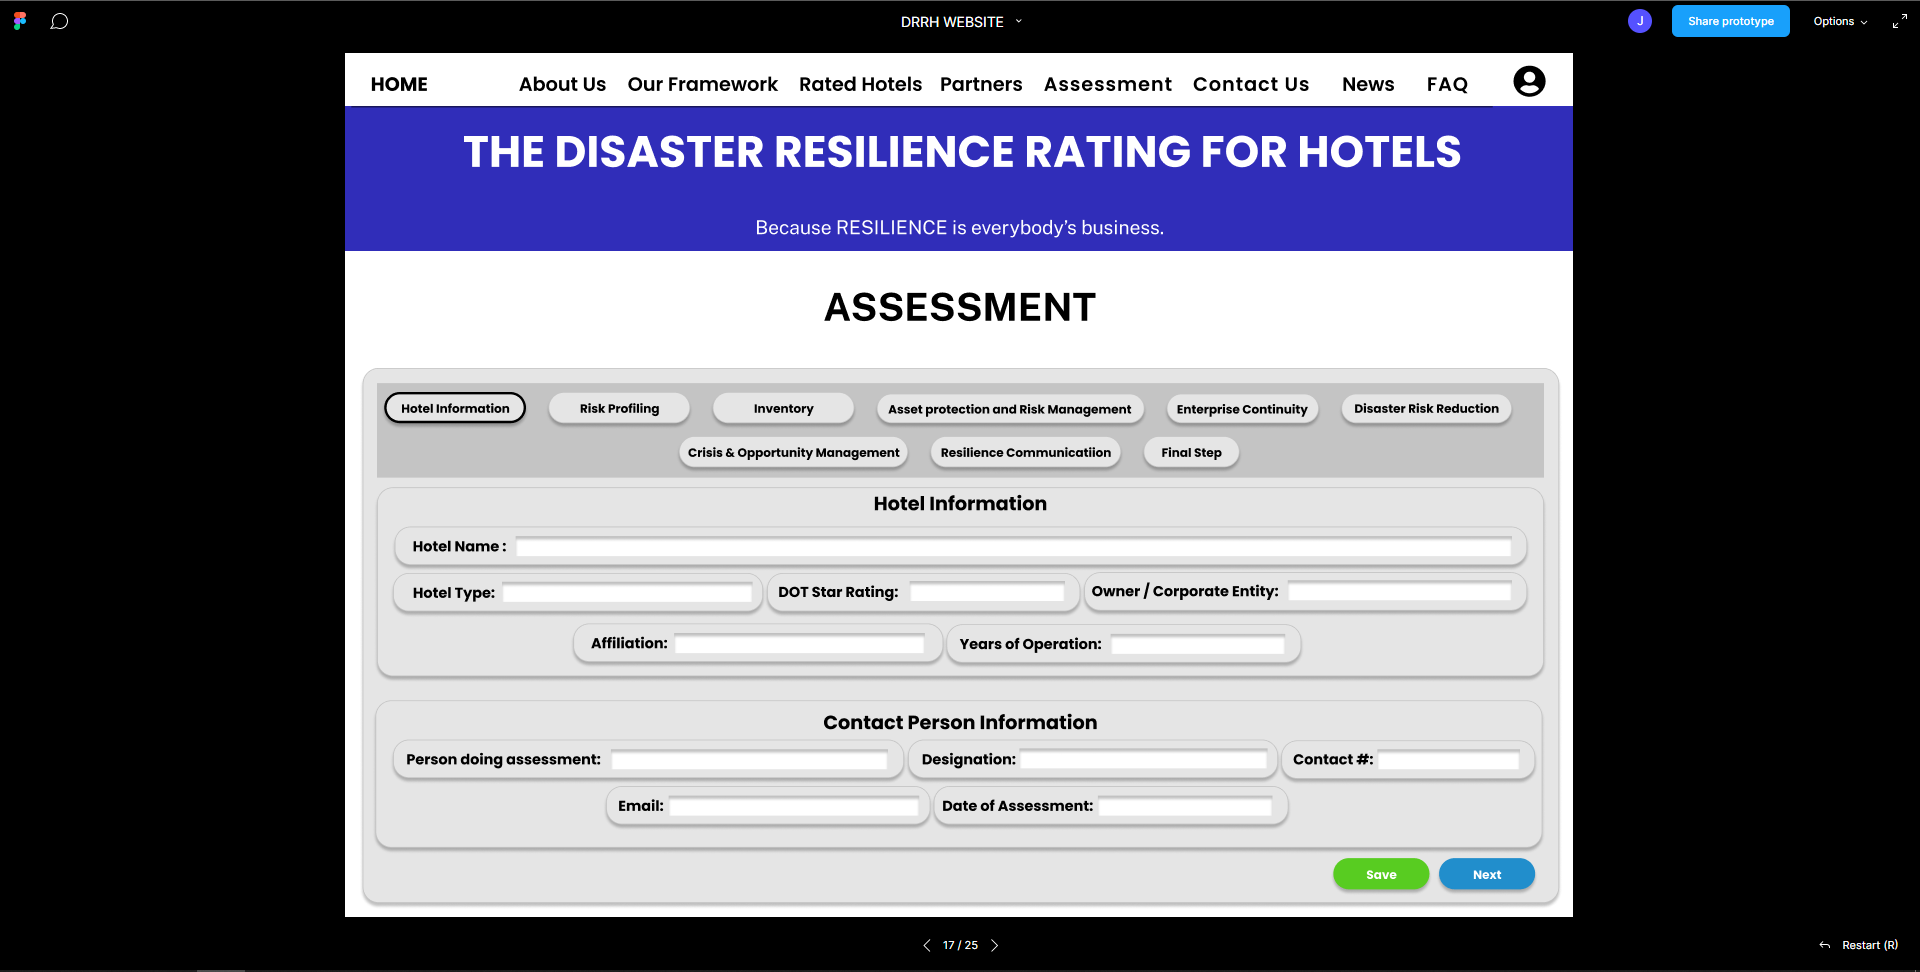 DRRH WEBSITE
J
Share prototype
Options
HOME About Us Our Framework Rated Hotels Partners Assessment Contact Us News FAQ
THE DISASTER RESILIENCE RATING FOR HOTELS
Because RESILIENCE is everybody's business.
ASSESSMENT
Hotel Information Risk Profiling Inventory Asset protection and Risk Management Enterprise Continuity Disaster Risk Reduction
Crisis & Opportunity Management Resilience Communicatiion Final Step
Hotel Information
Hotel Name :
Hotel Type: DOT Star Rating: Owner / Corporate Entity:
Affiliation: Years of Operation:
Contact Person Information
Person doing assessment: Designation: Contact #:
Email: Date of Assessment:
Save Next
17 / 25
Restart (R)